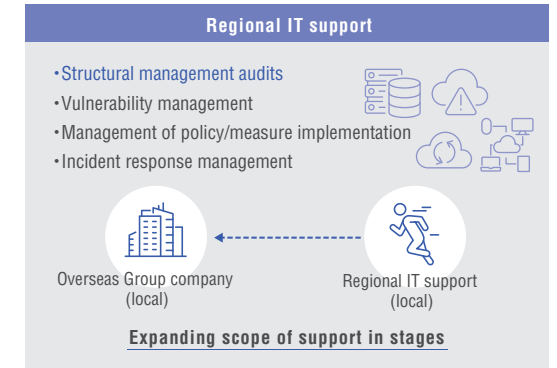 Regional IT support
・Structural management audits
・Vulnerability management
・Management of policy/measure implementation
・Incident response management
Overseas Group company
(local)
Regional IT support
(local)
Expanding scope of support in stages